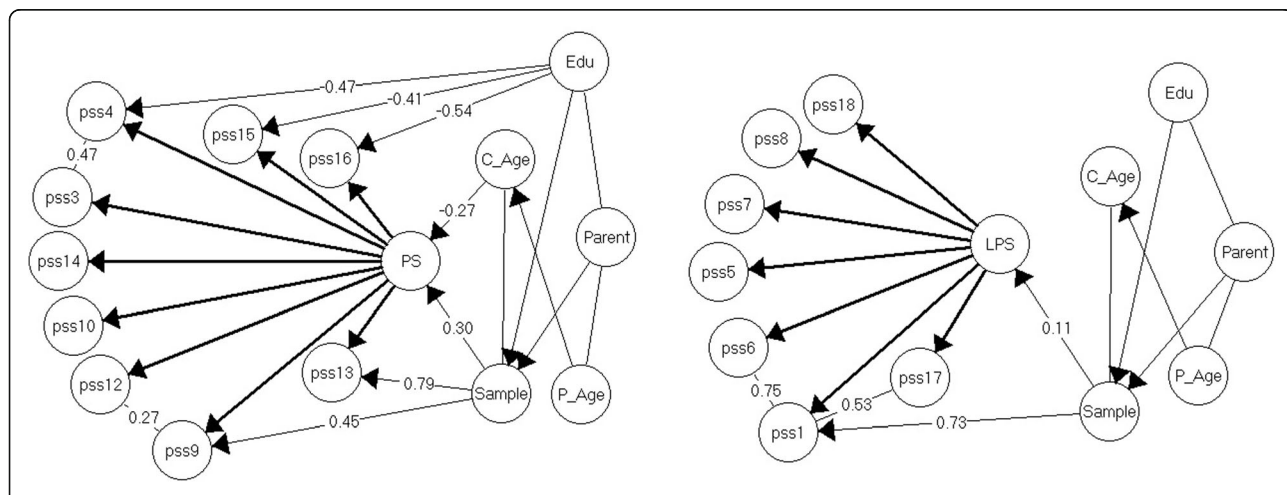 Edu
-0.47
pss4
-0.41
pss15
-0.54
pss16
C_Age
0.47
pss3
-0.27
Parent
PS
pss14
pss10
0.30
pss13
pss12
0.79
Sample
P_Age
0.27
0.45
pss9
Edu
pss18
pss8
C_Age
pss7
LPS
Parent
pss5
0.11
pss6
pss17
P_Age
0.75
0.53
Sample
0.73
pss1